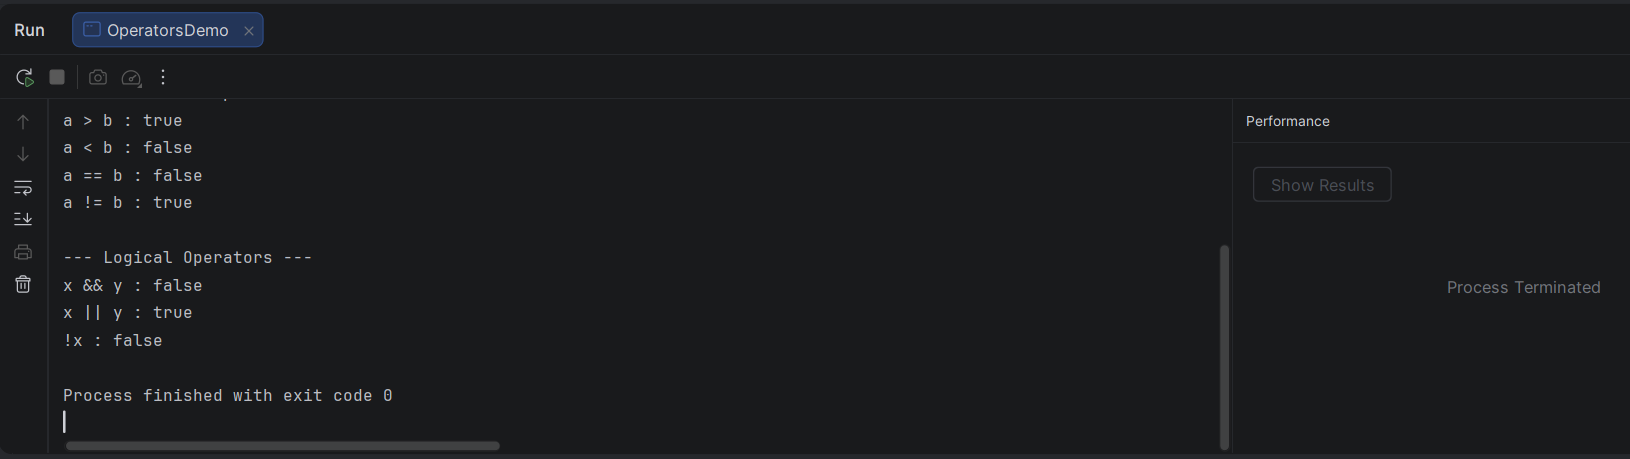 Run
OperatorsDemo
a > b : true
a < b : false
a == b : false
a != b : true
--- Logical Operators ---
x && y : false
x || y : true
!x : false
Process finished with exit code 0
Performance
Show Results
Process Terminated